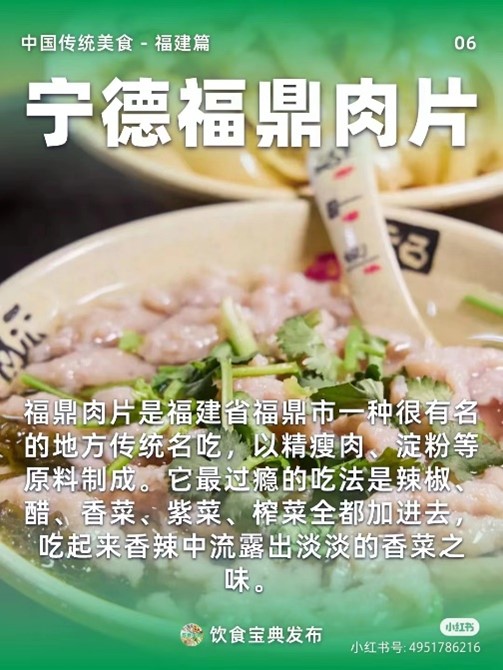 中国传统美食 - 福建篇
06
宁德福鼎肉片
福鼎肉片是福建省福鼎市一种很有名
的地方传统名吃，以精瘦肉、淀粉等
原料制成。它最过瘾的吃法是辣椒、
醋、香菜、紫菜、榨菜全都加进去，
吃起来香辣中流露出淡淡的香菜之
味。
饮食宝典发布
小红书
小红书号: 4951786216